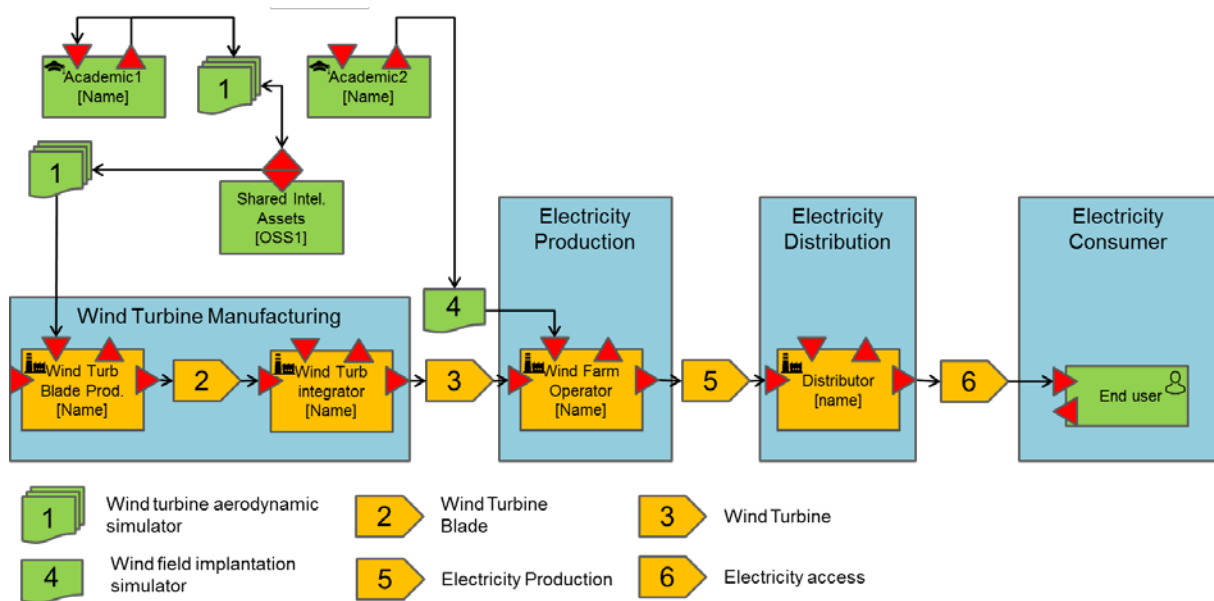 Academic1
[Name]
1
Academic2
[Name]
1
Shared Intel.
Assets
[OSS1]
Electricity
Production
Electricity
Distribution
Electricity
Consumer
4
Wind Turbine Manufacturing
Wind Turb
Blade Prod.
[Name]
2
Wind Turb
integrator
[Name]
3
Wind Farm
Operator
[Name]
5
Distributor
[name]
6
End user
1
Wind turbine aerodynamic
simulator
2
Wind Turbine
Blade
3
Wind Turbine
4
Wind field implantation
simulator
5
Electricity Production
6
Electricity access